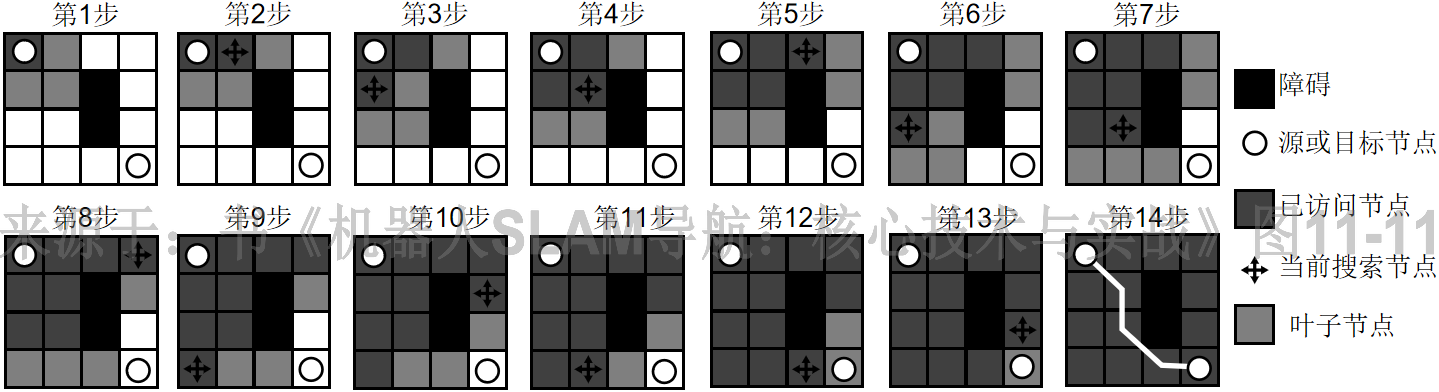 第1步 第2步 第3步 第4步 第5步 第6步 第7步
障碍
源或目标节点
已访问节点
当前搜索节点
叶子节点
第8步 第9步 第10步 第11步 第12步 第13步 第14步
来源于：书《机器人SLAM导航：核心技术与实战》图11-11